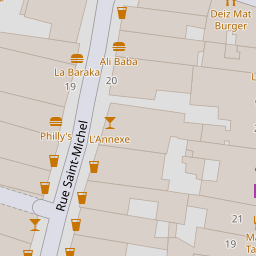 Deiz Mat
Burger
Ali Baba
La Baraka
19
20
Philly's
L'Annexe
Rue Saint-Michel
21
19